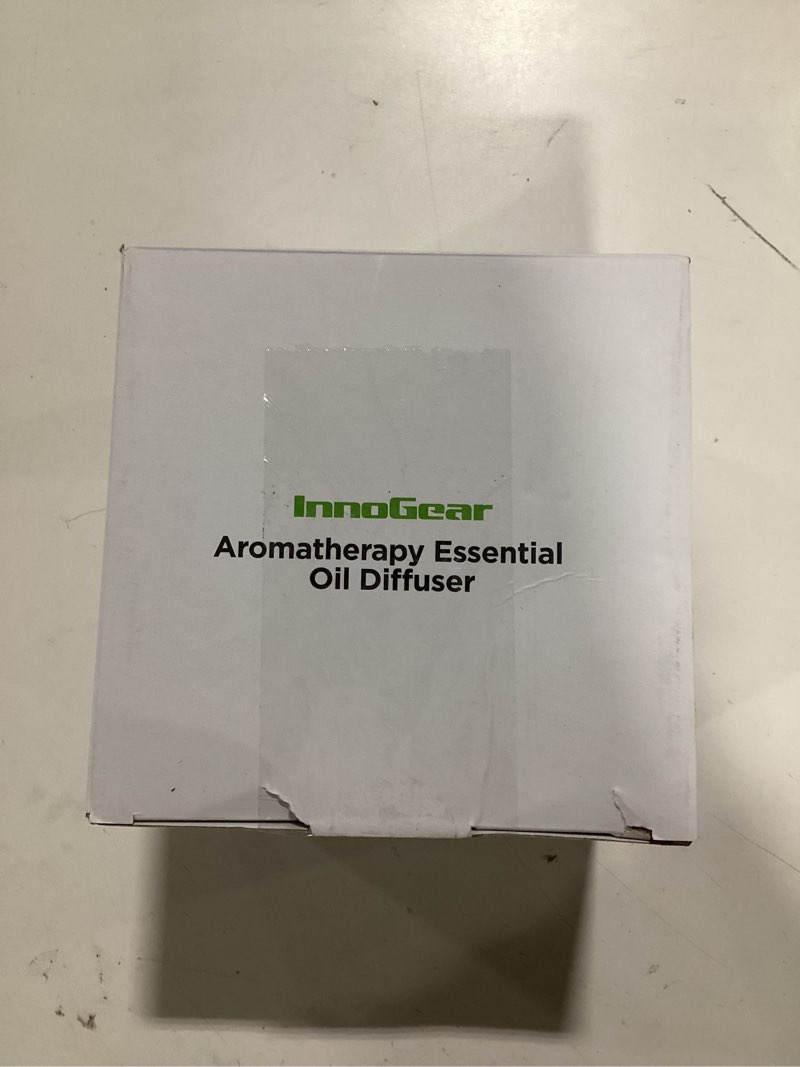 InnoGear
Aromatherapy Essential
Oil Diffuser